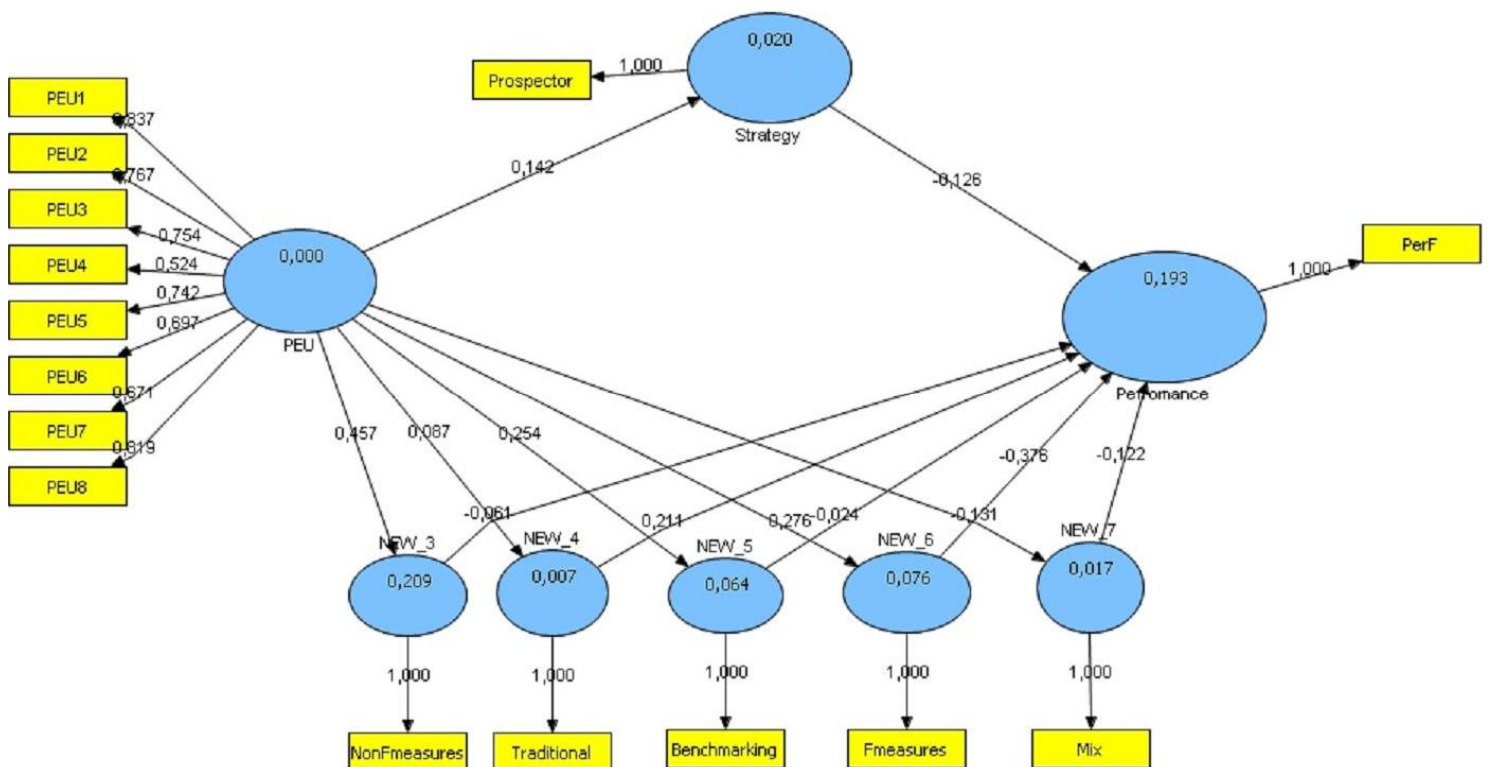 0,020
1,000
Prospector
Strategy
PEU1
0,837
PEU2
0,767
PEU3
0,754
PEU4
0,524
PEU5
0,742
PEU6
0,697
PEU7
0,671
PEU8
0,819
0,000
PEU
0,142
-0,126
0,193
Petfomance
1,000
PerF
0,457
0,087
0,254
-0,376
-0,122
-0,061
0,211
0,276
-0,024
-0,131
NEW_3
NEW_4
NEW_5
NEW_6
NEW_7
0,209
0,007
0,064
0,076
0,017
1,000
1,000
1,000
1,000
1,000
NonFmeasures
Traditional
Benchmarking
Fmeasures
Mix